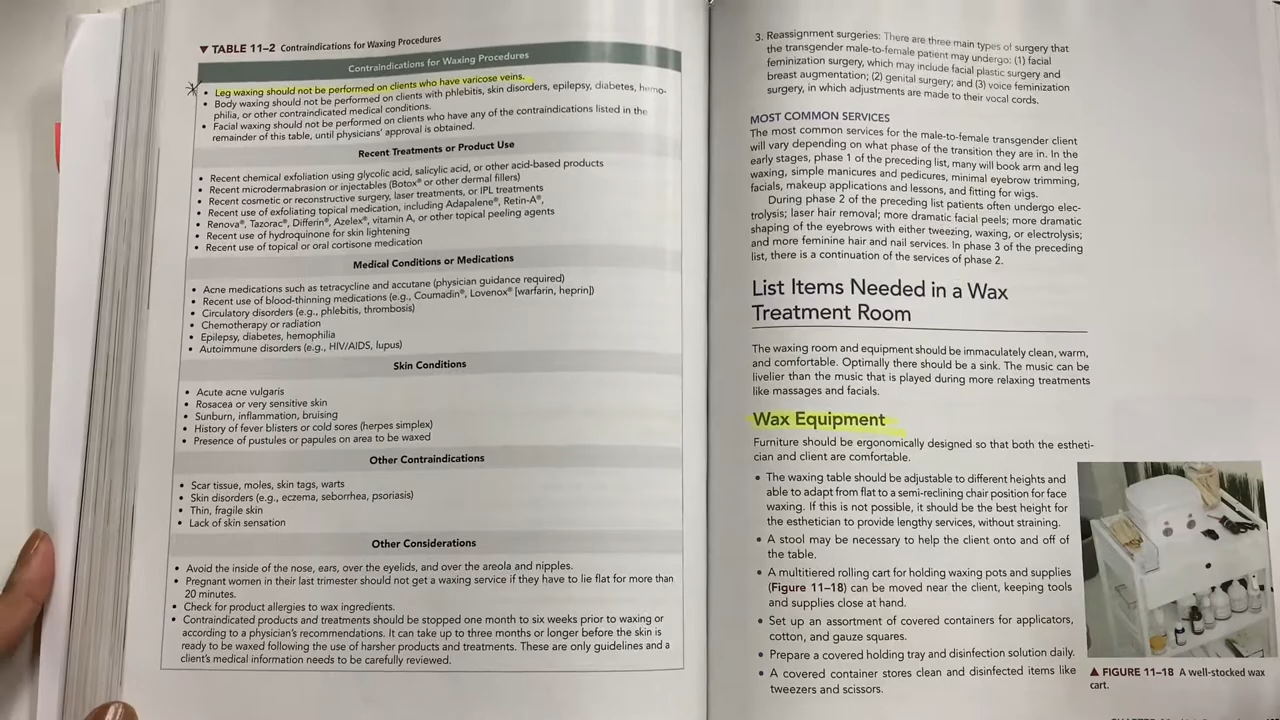 ▼ TABLE 11–2 Contraindications for Waxing Procedures
Contraindications for Waxing Procedures
• Leg waxing should not be performed on clients who have varicose veins.
• Body waxing should not be performed on clients with phlebitis, skin disorders, epilepsy, diabetes, hemo-
philia, or other contraindicated medical conditions.
• Facial waxing should not be performed on clients who have any of the contraindications listed in the
remainder of this table, until physicians’ approval is obtained.
Recent Treatments or Product Use
• Recent chemical exfoliation using glycolic acid, salicylic acid, or other acid-based products
• Recent microdermabrasion or injectables (Botox® or other dermal fillers)
• Recent cosmetic or reconstructive surgery, laser treatments, or IPL treatments
• Recent use of exfoliating topical medication, including Adapalene®, Retin-A®,
• Renova®, Tazorac®, Differin®, Azelex®, vitamin A, or other topical peeling agents
• Recent use of hydroquinone for skin lightening
• Recent use of topical or oral cortisone medication
Medical Conditions or Medications
• Acne medications such as tetracycline and accutane (physician guidance required)
• Recent use of blood-thinning medications (e.g., Coumadin®, Lovenox® [warfarin, heprin])
• Circulatory disorders (e.g., phlebitis, thrombosis)
• Chemotherapy or radiation
• Epilepsy, diabetes, hemophilia
• Autoimmune disorders (e.g., HIV/AIDS, lupus)
Skin Conditions
• Acute acne vulgaris
• Rosacea or very sensitive skin
• Sunburn, inflammation, bruising
• History of fever blisters or cold sores (herpes simplex)
• Presence of pustules or papules on area to be waxed
Other Contraindications
• Scar tissue, moles, skin tags, warts
• Skin disorders (e.g., eczema, seborrhea, psoriasis)
• Thin, fragile skin
• Lack of skin sensation
Other Considerations
• Avoid the inside of the nose, ears, over the eyelids, and over the areola and nipples.
• Pregnant women in their last trimester should not get a waxing service if they have to lie flat for more than
20 minutes.
• Check for product allergies to wax ingredients.
• Contraindicated products and treatments should be stopped one month to six weeks prior to waxing or
according to a physician’s recommendations. It can take up to three months or longer before the skin is
ready to be waxed following the use of harsher products and treatments. These are only guidelines and a
client’s medical information needs to be carefully reviewed.
3. Reassignment surgeries: There are three main types of surgery that
the transgender male-to-female patient may undergo: (1) facial
feminization surgery, which may include facial plastic surgery and
breast augmentation; (2) genital surgery; and (3) voice feminization
surgery, in which adjustments are made to their vocal cords.
MOST COMMON SERVICES
The most common services for the male-to-female transgender client
will vary depending on what phase of the transition they are in. In the
early stages, phase 1 of the preceding list, many will book arm and leg
waxing, simple manicures and pedicures, minimal eyebrow trimming,
facials, makeup applications and lessons, and fitting for wigs.
During phase 2 of the preceding list patients often undergo elec-
trolysis; laser hair removal; more dramatic facial peels; more dramatic
shaping of the eyebrows with either tweezing, waxing, or electrolysis;
and more feminine hair and nail services. In phase 3 of the preceding
list, there is a continuation of the services of phase 2.
List Items Needed in a Wax
Treatment Room
The waxing room and equipment should be immaculately clean, warm,
and comfortable. Optimally there should be a sink. The music can be
livelier than the music that is played during more relaxing treatments
like massages and facials.
Wax Equipment
Furniture should be ergonomically designed so that both the estheti-
cian and client are comfortable.
• The waxing table should be adjustable to different heights and
able to adapt from flat to a semi-reclining chair position for face
waxing. If this is not possible, it should be the best height for
the esthetician to provide lengthy services, without straining.
• A stool may be necessary to help the client onto and off of
the table.
• A multitiered rolling cart for holding waxing pots and supplies
(Figure 11–18) can be moved near the client, keeping tools
and supplies close at hand.
• Set up an assortment of covered containers for applicators,
cotton, and gauze squares.
• Prepare a covered holding tray and disinfection solution daily.
• A covered container stores clean and disinfected items like
tweezers and scissors.
▲ FIGURE 11–18 A well-stocked wax
cart.